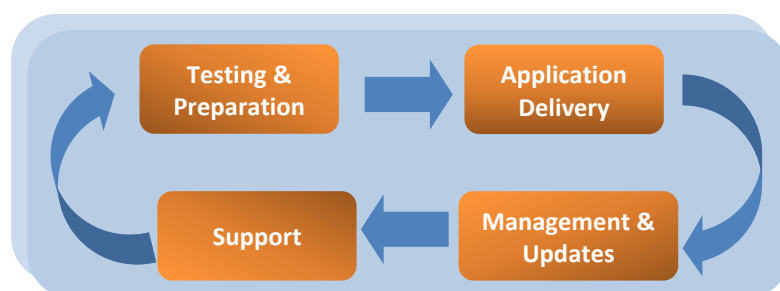 Testing &
Preparation
Application
Delivery
Support
Management &
Updates